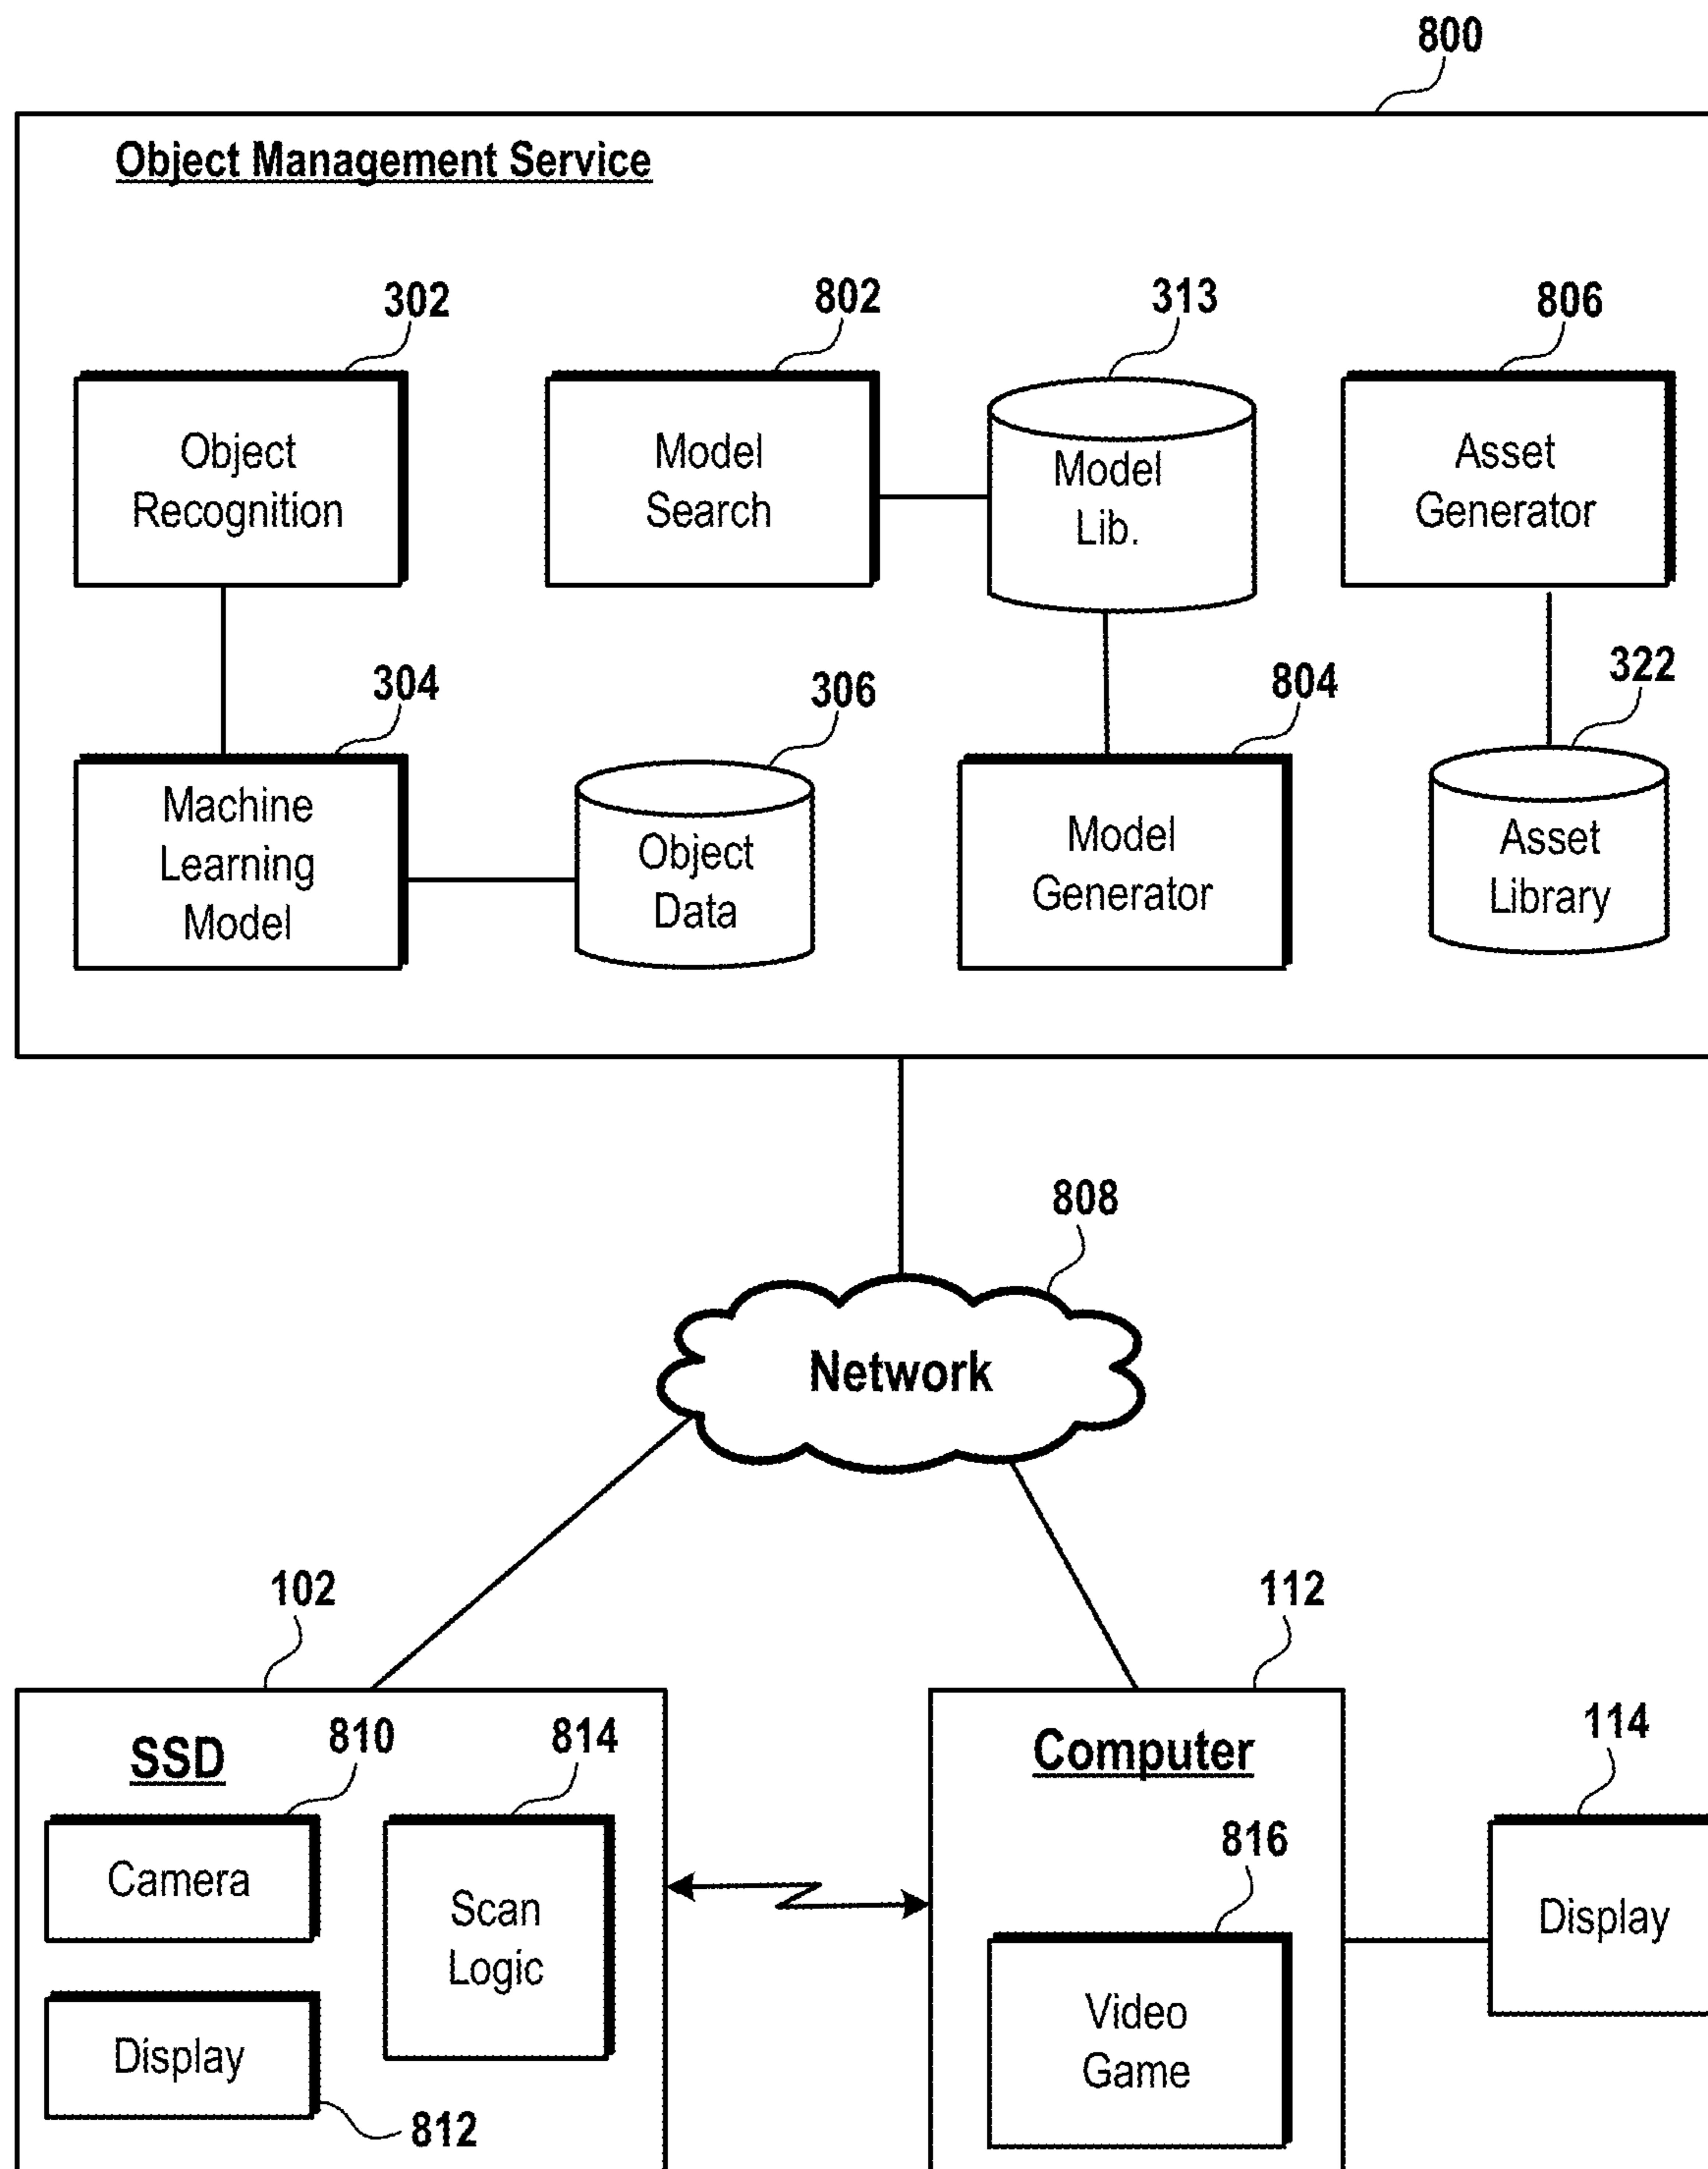 800
Object Management Service
302
802
313
806
Object
Recognition
Model
Search
Model
Lib.
Asset
Generator
304
306
804
322
Machine
Learning
Model
Object
Data
Model
Generator
Asset
Library
808
Network
102
112
SSD
810
814
Computer
114
Camera
Scan
Logic
816
Display
Display
812
Video
Game